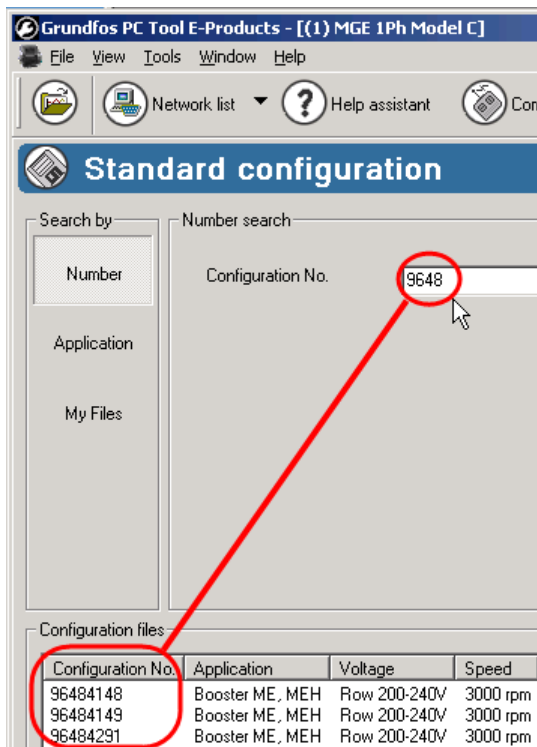 Grundfos PC Tool E-Products - [(1) MGE 1Ph Model C]
File View Tools Window Help
Network list Help assistant
Standard configuration
Search by Number search
Number Configuration No. 9648
Application
My Files
Configuration files
Configuration No. Application Voltage Speed
96484148 Booster ME, MEH Row 200-240V 3000 rpm
96484149 Booster ME, MEH Row 200-240V 3000 rpm
96484291 Booster ME, MEH Row 200-240V 3000 rpm